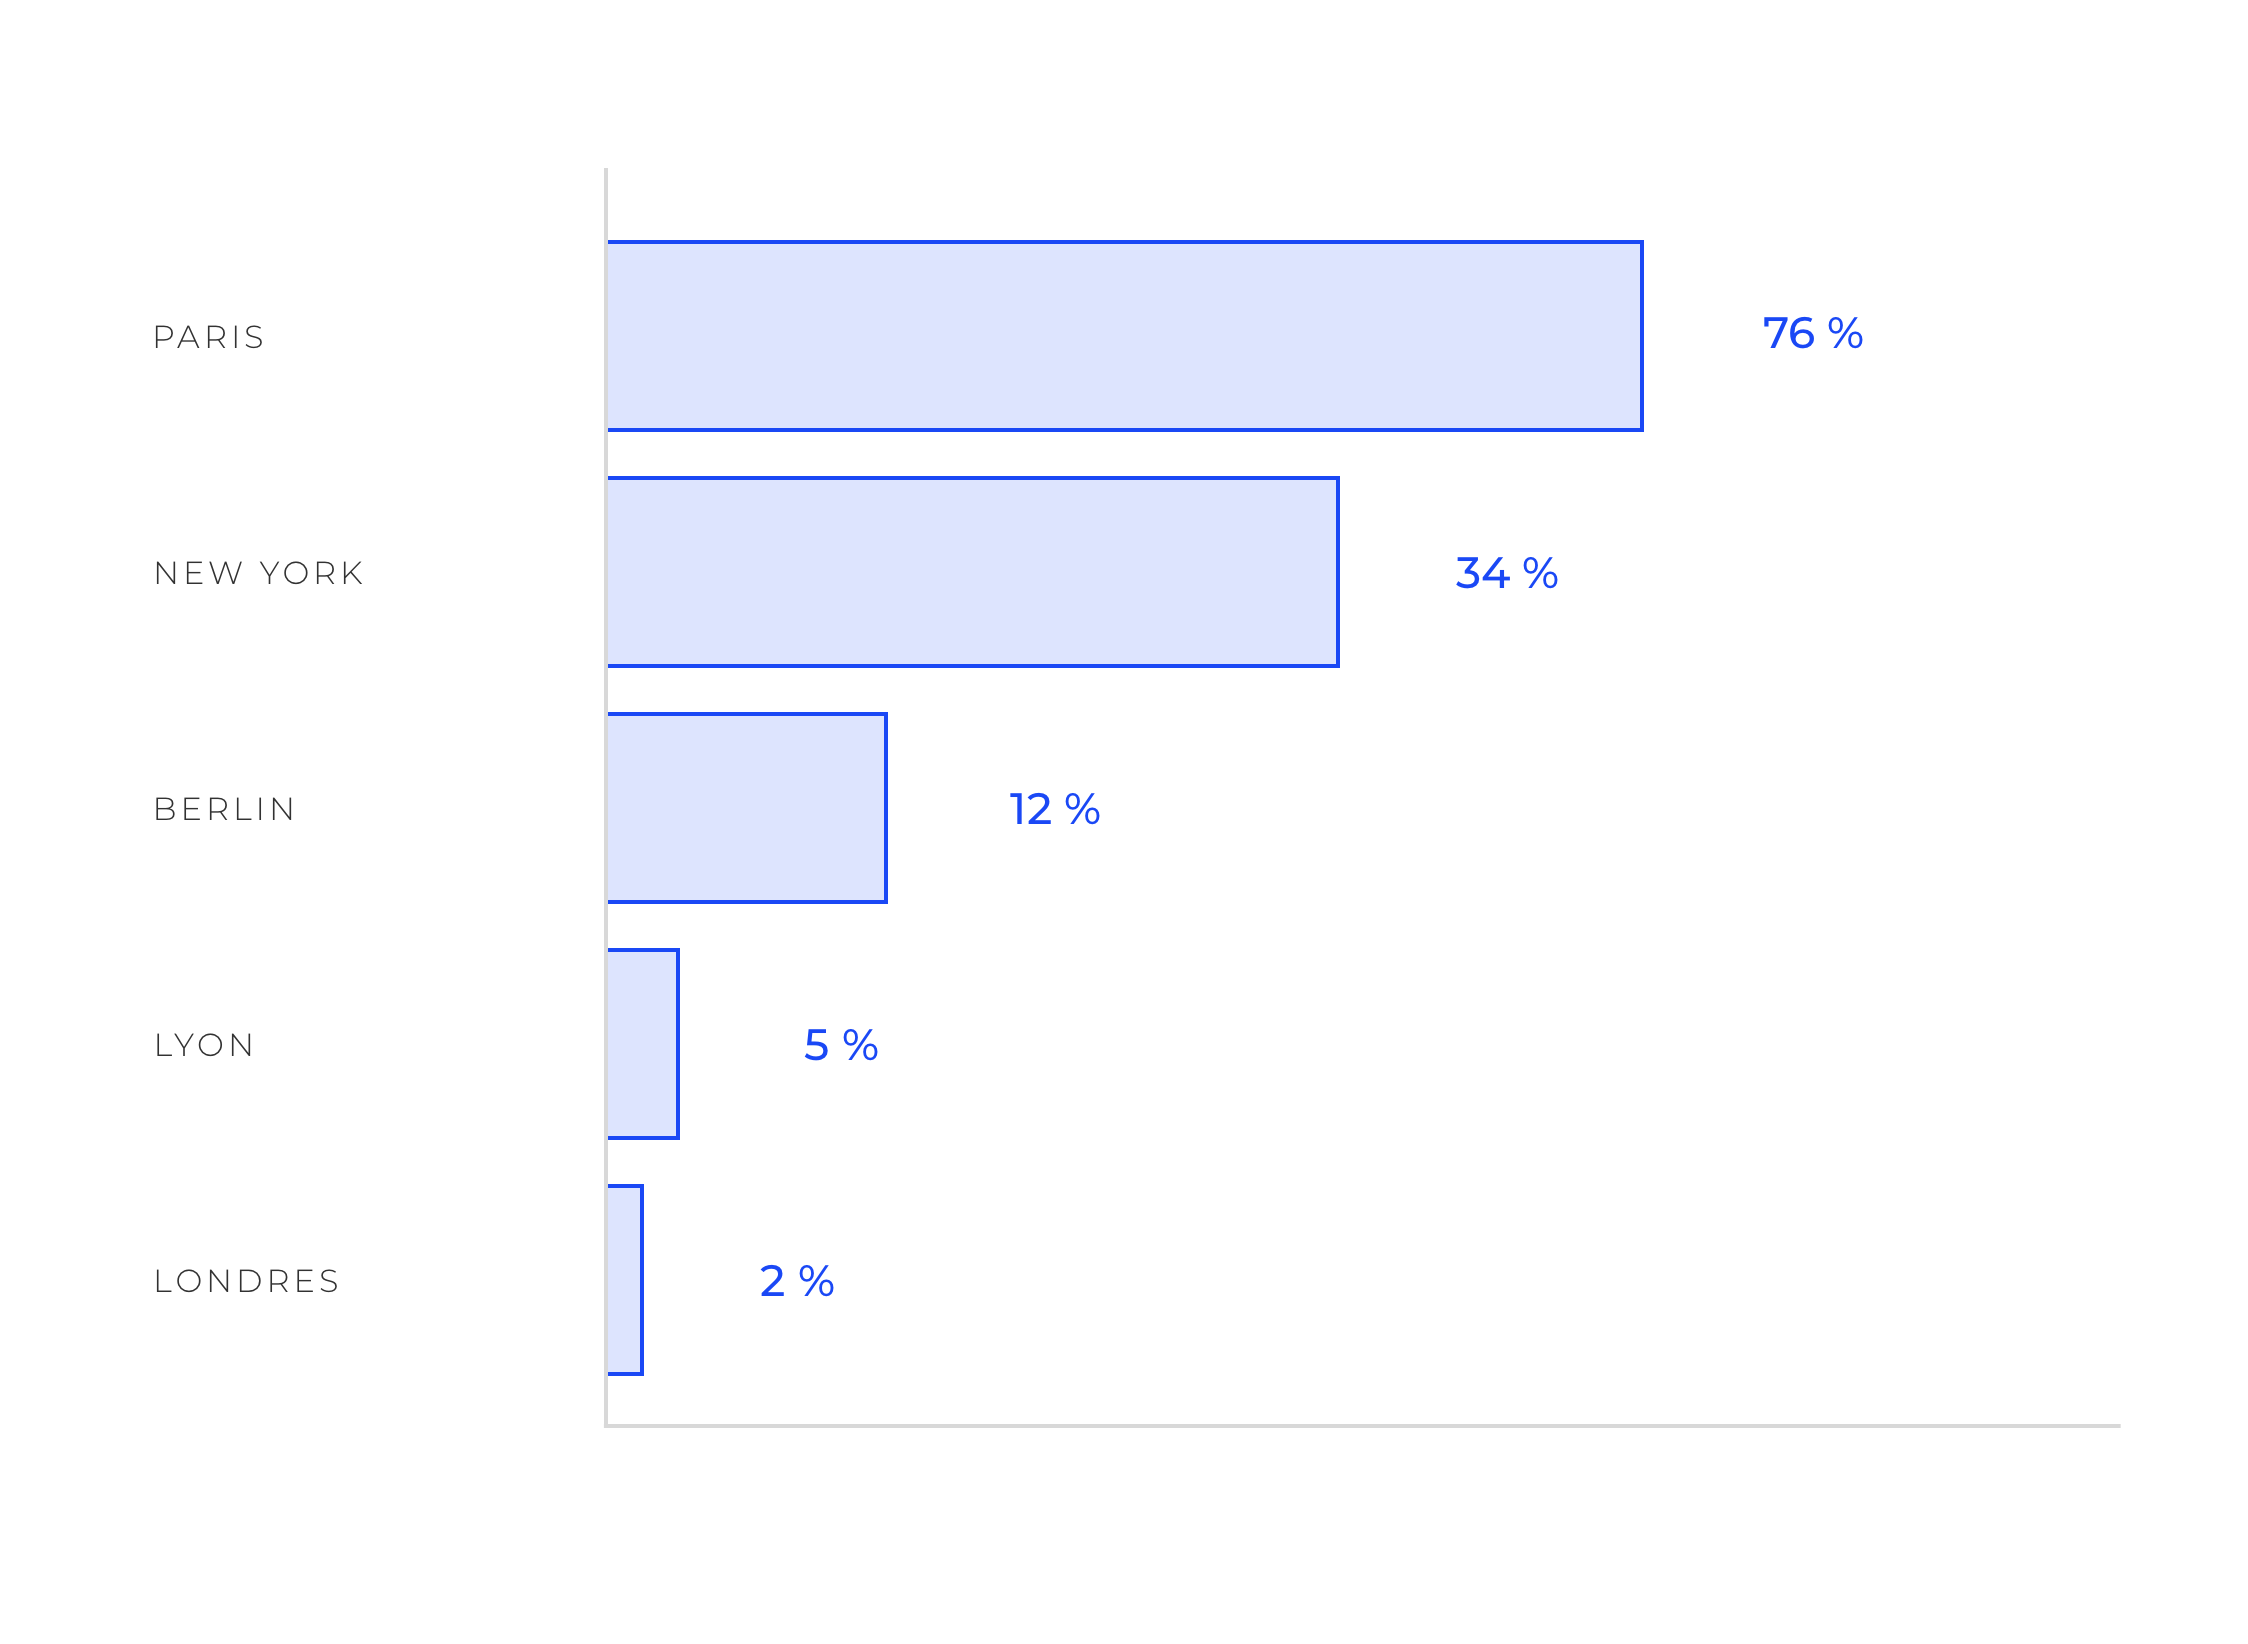 PARIS 76 %
NEW YORK 34 %
BERLIN 12 %
LYON 5 %
LONDRES 2 %